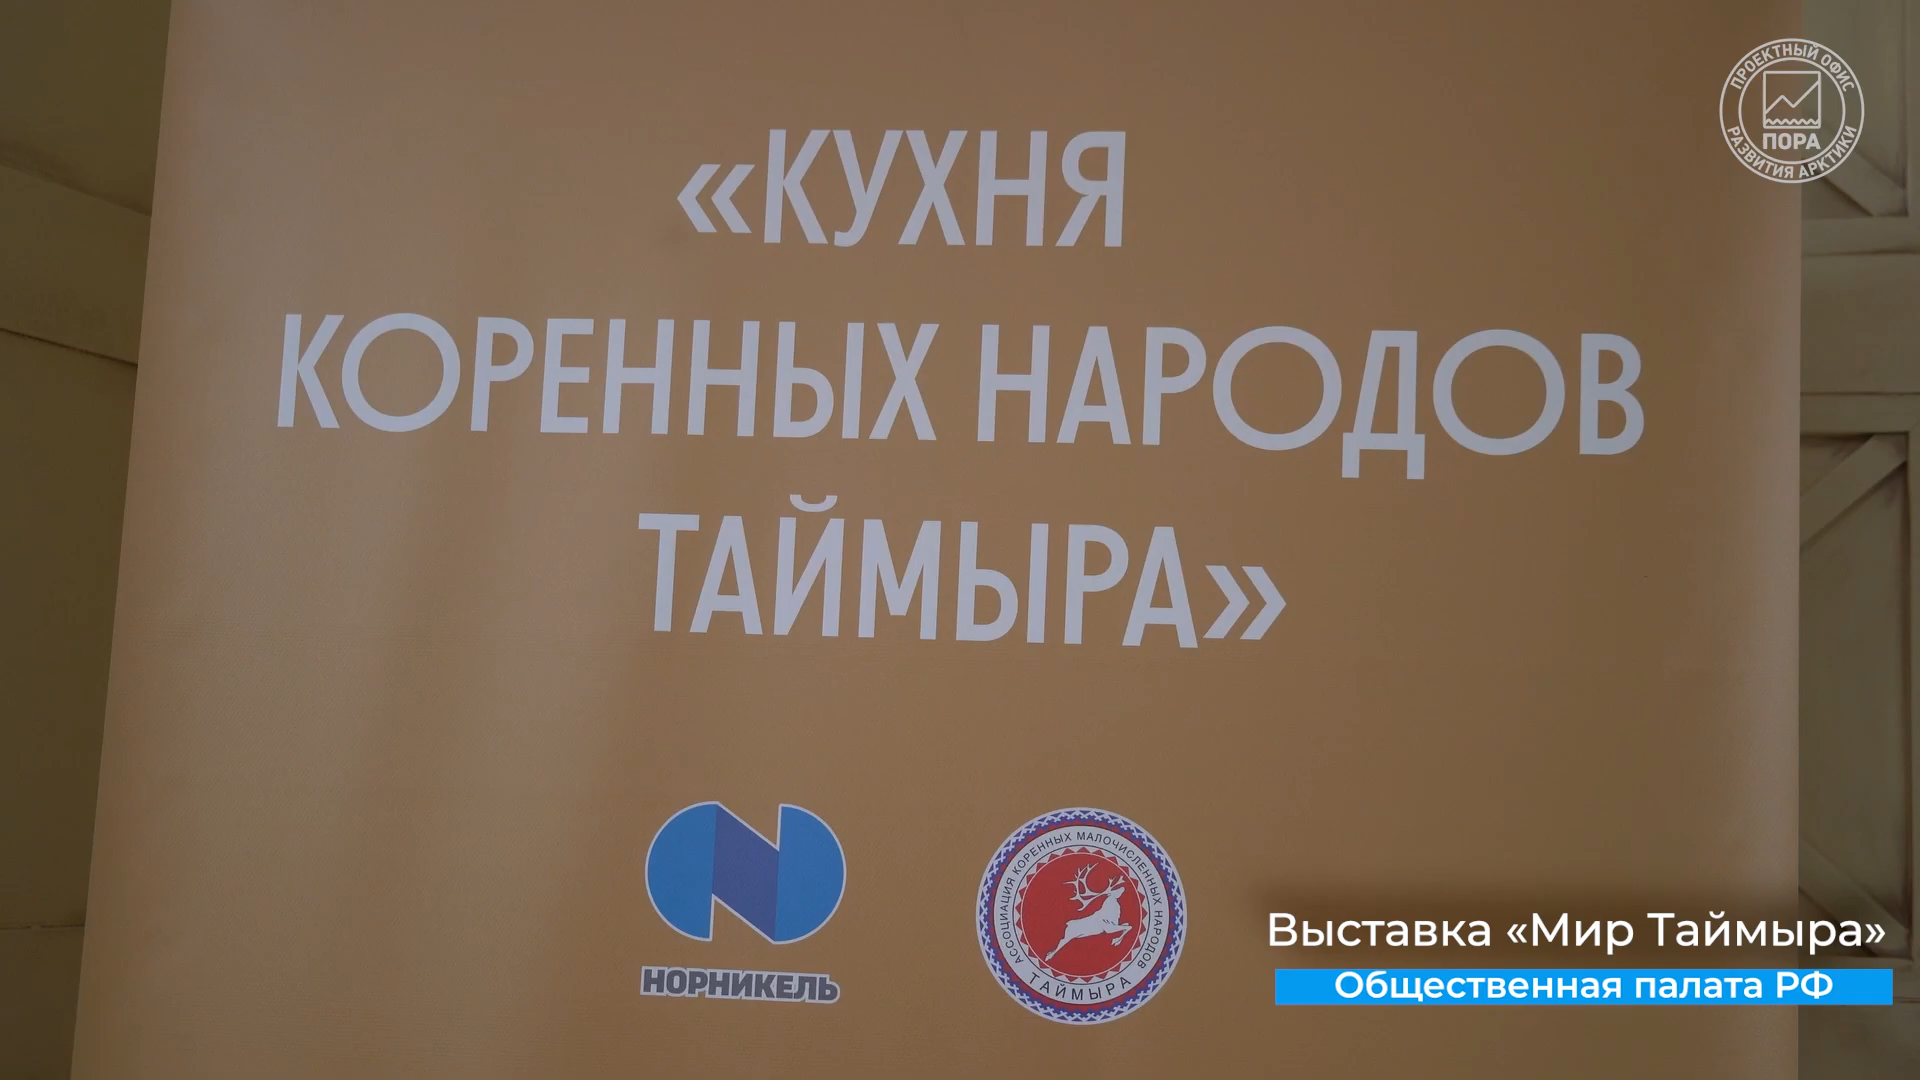 ПРОЕКТНЫЙ ОФИС
ПОРА
РАЗВИТИЯ АРКТИКИ
«КУХНЯ
КОРЕННЫХ НАРОДОВ
ТАЙМЫРА»
НОРНИКЕЛЬ
АССОЦИАЦИЯ КОРЕННЫХ МАЛОЧИСЛЕННЫХ НАРОДОВ
ТАЙМЫРА
Выставка «Мир Таймыра»
Общественная палата РФ